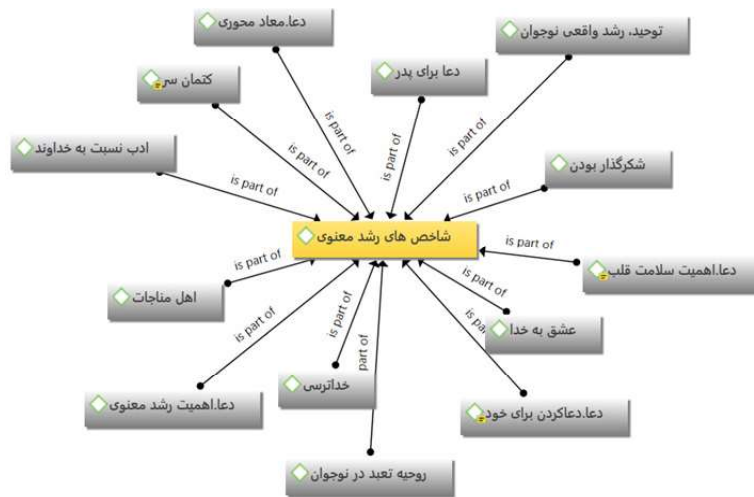 دعا.معاد محوری
توحید، رشد واقعی نوجوان
دعا برای پدر
کتمان سر
ادب نسبت به خداوند
شکرگذار بودن
is part of
is part of
is part of
is part of
is part of
is part of
شاخص های رشد معنوی
is part of
is part of
دعا.اهمیت سلامت قلب
اهل مناجات
is part of
is part of
is part of
part of
is pa
عشق به خدا
خداترسی
دعا.اهمیت رشد معنوی
دعا.دعاکردن برای خود
روحیه تعبد در نوجوان